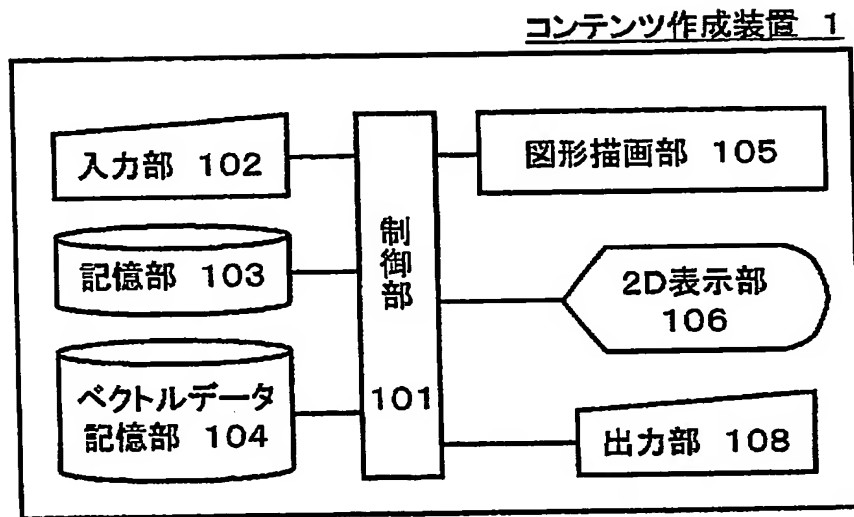 コンテンツ作成装置 1
入力部 102
記憶部 103
ベクトルデータ
記憶部 104
制御部
101
図形描画部 105
2D表示部
106
出力部 108